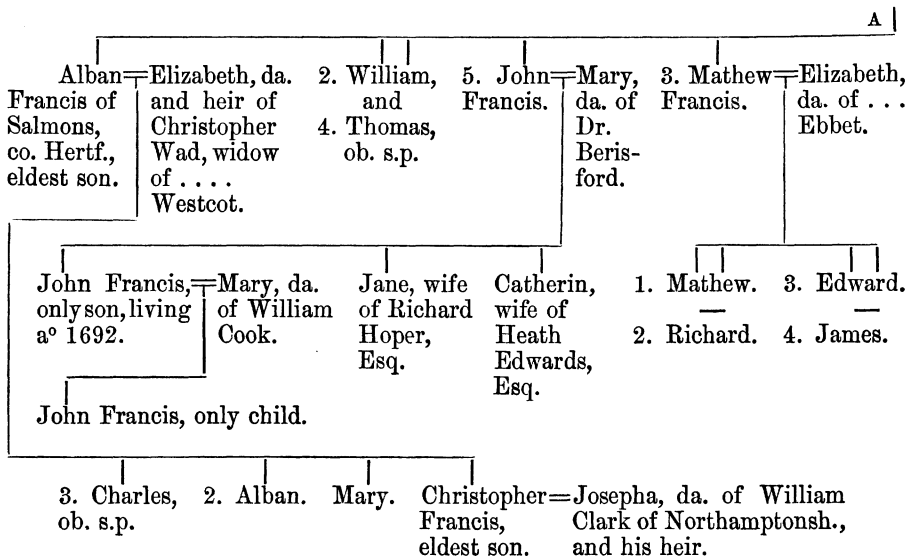 A
Alban=Elizabeth, da. 2. William, 5. John=Mary, 3. Mathew=Elizabeth,
Francis of and heir of and Francis. da. of Francis. da. of . . .
Salmons, Christopher 4. Thomas, Dr. Ebbet.
co. Hertf., Wad, widow ob. s.p. Beris-
eldest son. of . . . . ford.
Westcot.
John Francis,=Mary, da. Jane, wife Catherin, 1. Mathew. 3. Edward.
only son, living of William of Richard wife of
aº 1692. Cook. Hoper, Heath 2. Richard. 4. James.
Esq. Edwards,
Esq.
John Francis, only child.
3. Charles, 2. Alban. Mary. Christopher=Josepha, da. of William
ob. s.p. Francis, Clark of Northamptonsh.,
eldest son. and his heir.